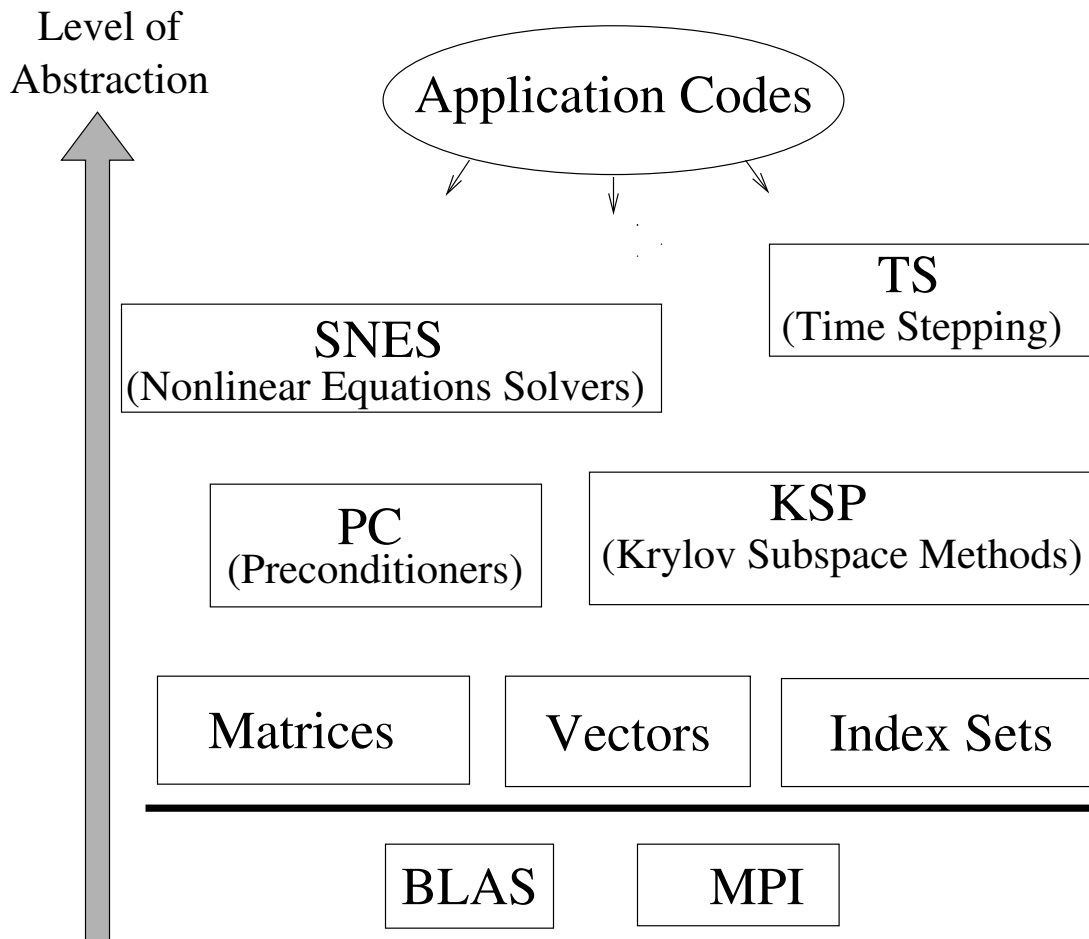 Level of
Abstraction
Application Codes
TS
(Time Stepping)
SNES
(Nonlinear Equations Solvers)
PC
(Preconditioners)
KSP
(Krylov Subspace Methods)
Matrices
Vectors
Index Sets
BLAS
MPI